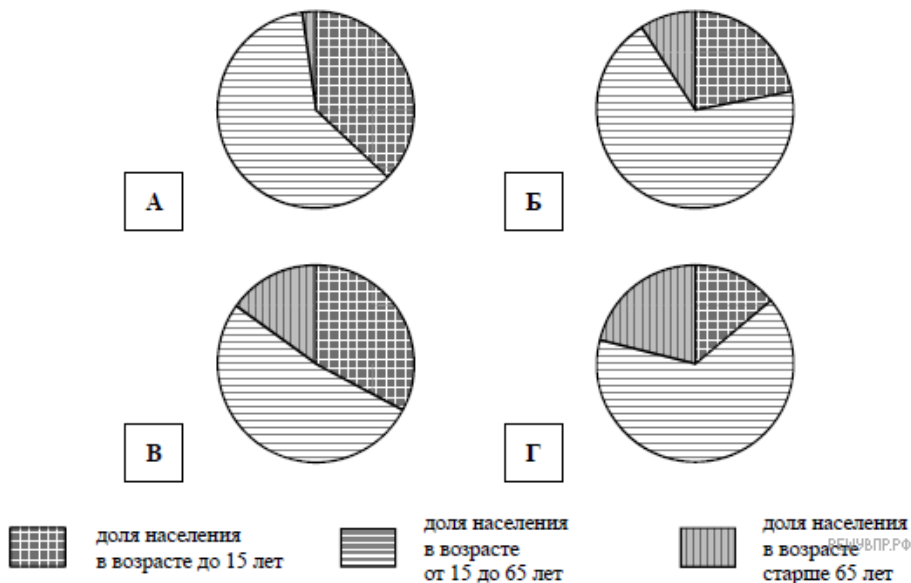 А
Б
В
Г
доля населения
в возрасте до 15 лет
доля населения
в возрасте
от 15 до 65 лет
доля населения
в возрасте
старше 65 лет
РЕШУВПР.РФ